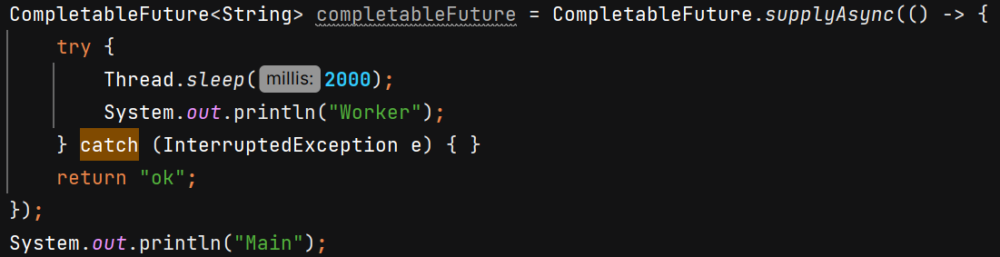 CompletableFuture<String> completableFuture = CompletableFuture.supplyAsync(() -> {
    try {
        Thread.sleep( millis: 2000);
        System.out.println("Worker");
    } catch (InterruptedException e) { }
    return "ok";
});
System.out.println("Main");